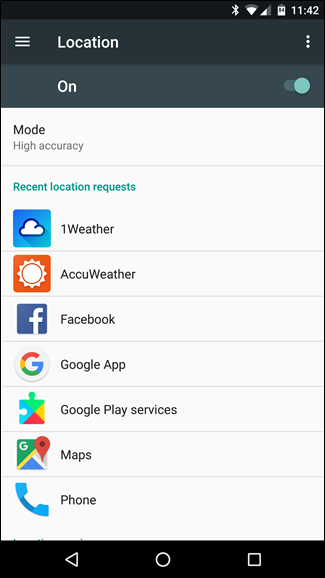 11:42
Location
On
Mode
High accuracy
Recent location requests
1Weather
AccuWeather
Facebook
Google App
Google Play services
Maps
Phone